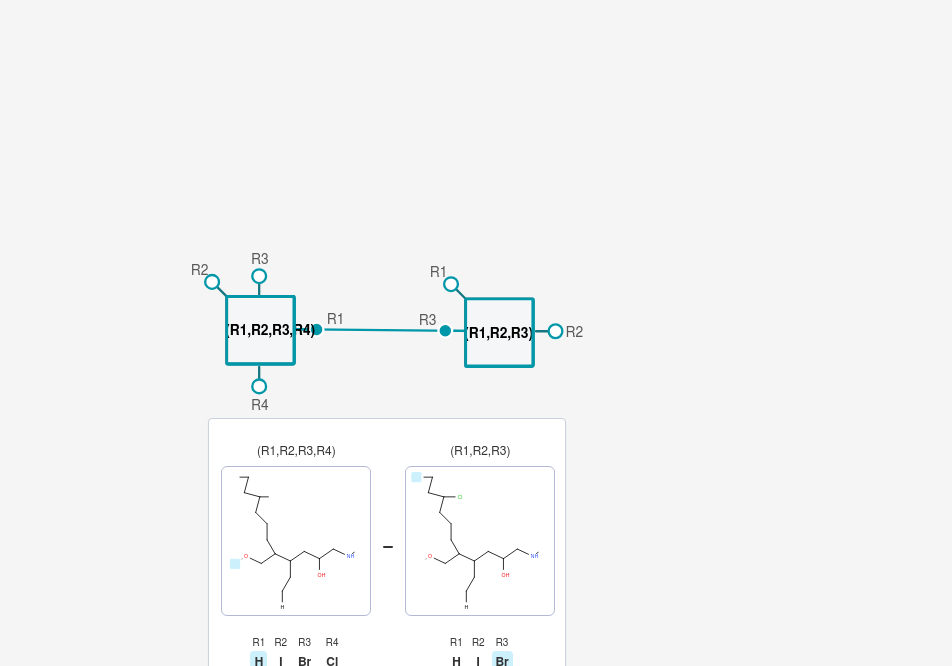 R3
R2
R1
(R1,R2,R3,R4)
R1
R3
(R1,R2,R3)
R2
R4
(R1,R2,R3,R4)
(R1,R2,R3)
Cl
O
NH
OH
H
O
NH
OH
H
R1 R2 R3 R4
R1 R2 R3
H I Br Cl
H I Br